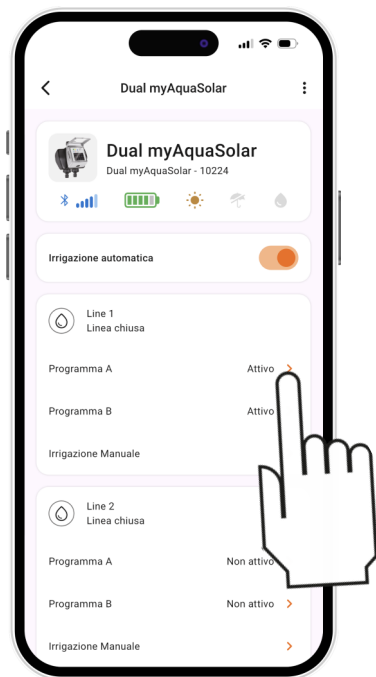 Dual myAquaSolar
Dual myAquaSolar
Dual myAquaSolar - 10224
Irrigazione automatica
Line 1
Linea chiusa
Programma A Attivo
Programma B Attivo
Irrigazione Manuale
Line 2
Linea chiusa
Programma A Non attivo
Programma B Non attivo
Irrigazione Manuale